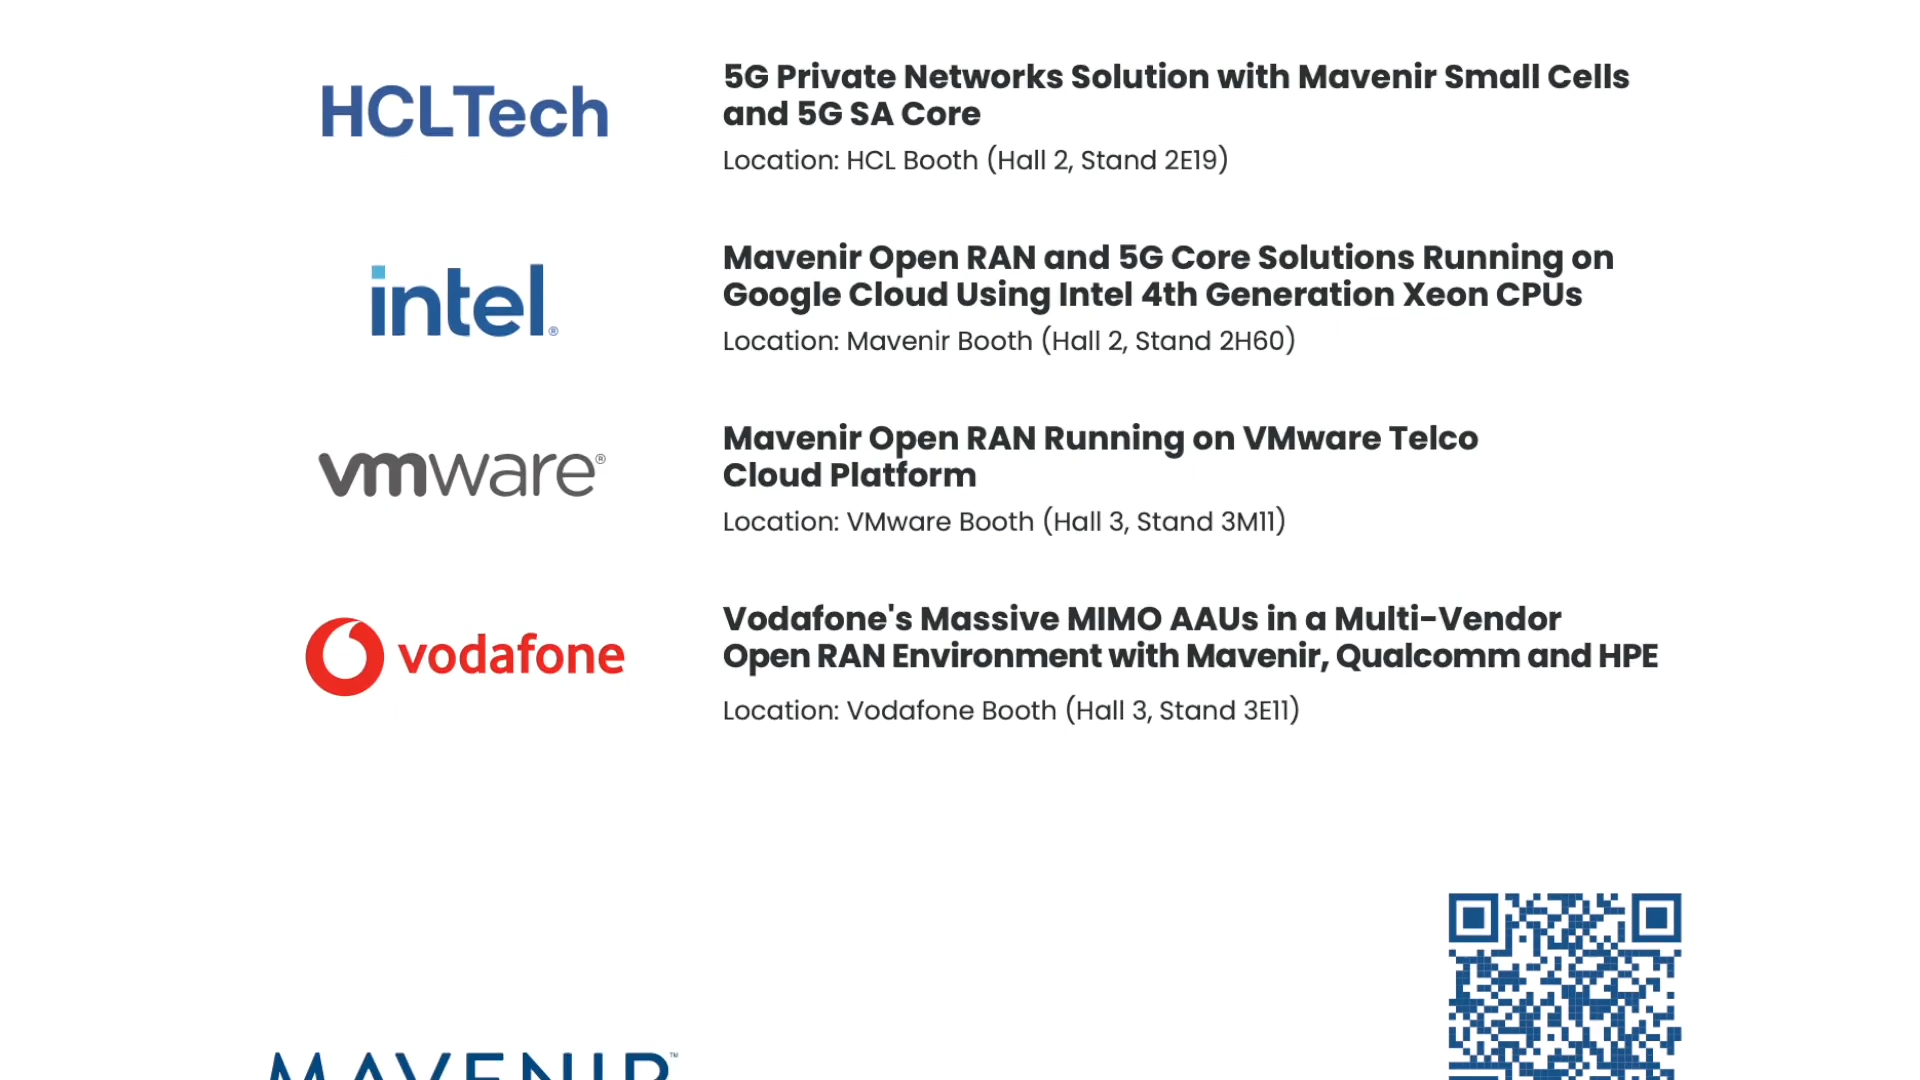 HCLTech
5G Private Networks Solution with Mavenir Small Cells
and 5G SA Core
Location: HCL Booth (Hall 2, Stand 2E19)
intel®
Mavenir Open RAN and 5G Core Solutions Running on
Google Cloud Using Intel 4th Generation Xeon CPUs
Location: Mavenir Booth (Hall 2, Stand 2H60)
vmware®
Mavenir Open RAN Running on VMware Telco
Cloud Platform
Location: VMware Booth (Hall 3, Stand 3M11)
vodafone
Vodafone's Massive MIMO AAUs in a Multi-Vendor
Open RAN Environment with Mavenir, Qualcomm and HPE
Location: Vodafone Booth (Hall 3, Stand 3E11)
MAVENIR™